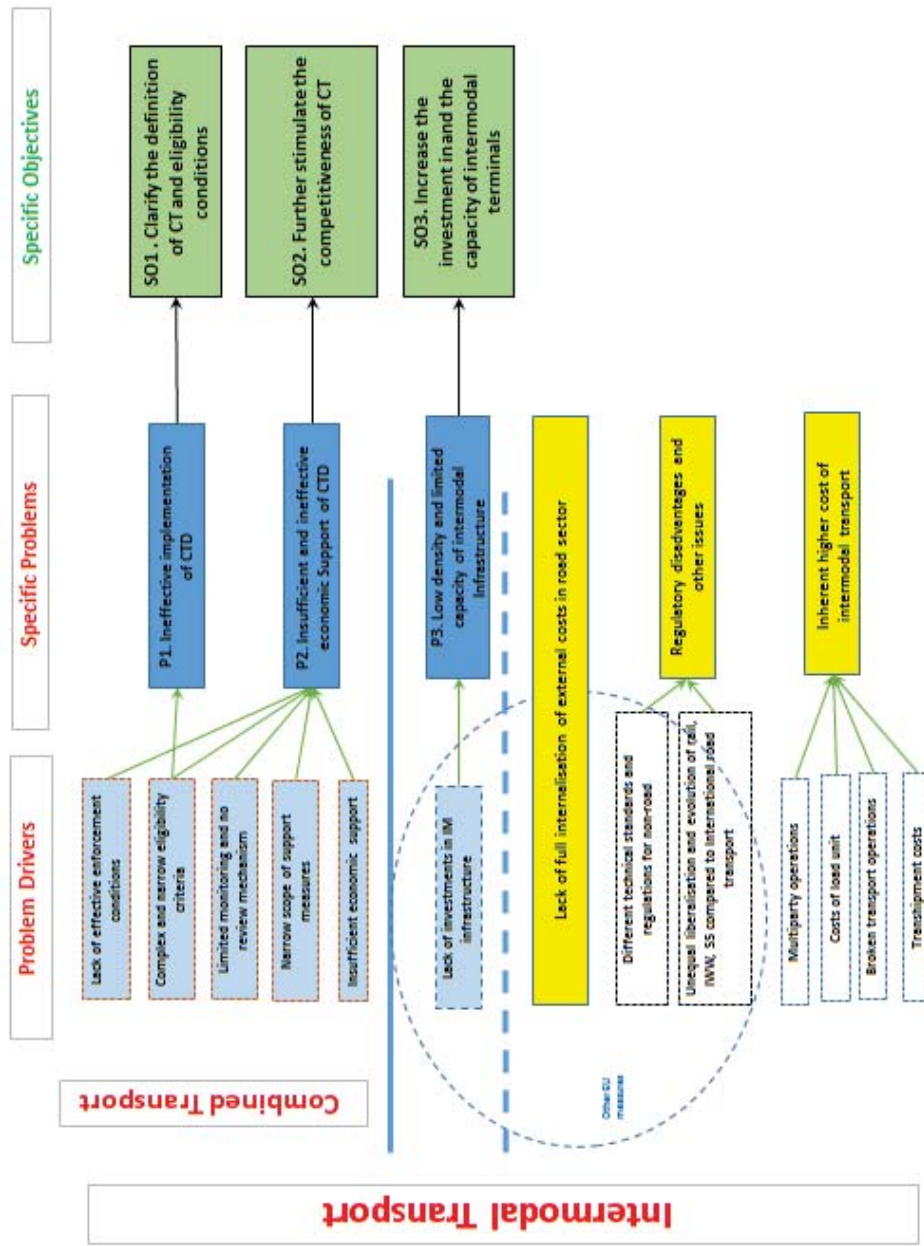 Problem Drivers
Specific Problems
Specific Objectives
Combined Transport
Intermodal Transport
Lack of effective enforcement
conditions
Complex and narrow eligibility
criteria
Limited monitoring and no
review mechanism
Narrow scope of support
measures
Insufficient economic support
P1. Ineffective implementation
of CTD
P2. Insufficient and ineffective
economic Support of CTD
SO1 . Clarify the definition
of CT and eligibility
conditions
SO2. Further stimulate the
competitiveness of CT
Lack of investments in IM
infrastructure
P3. Low density and limited
capacity of intermodal
Infrastructure
SO3. Increase the
investment in and the
capacity of intermodal
terminals
Lack of full internalisation of external costs in road sector
Other EU
measures
Different technical standards and
regulations for non-road
Unequal liberalisation and evolution of rail,
IWW, SS compared to international road
transport
Regulatory disadvantages and
other issues
Multiparty operations
Costs of load unit
Broken transport operations
Transhipment costs
Inherent higher cost of
intermodal transport